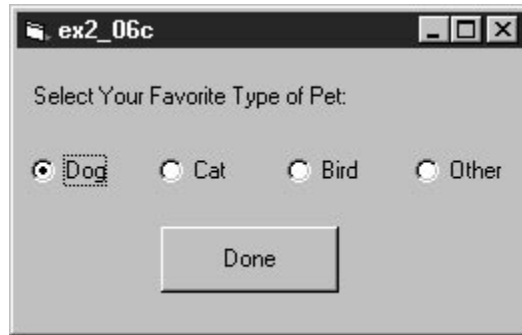 ex2_06c
Select Your Favorite Type of Pet:
Dog Cat Bird Other
Done